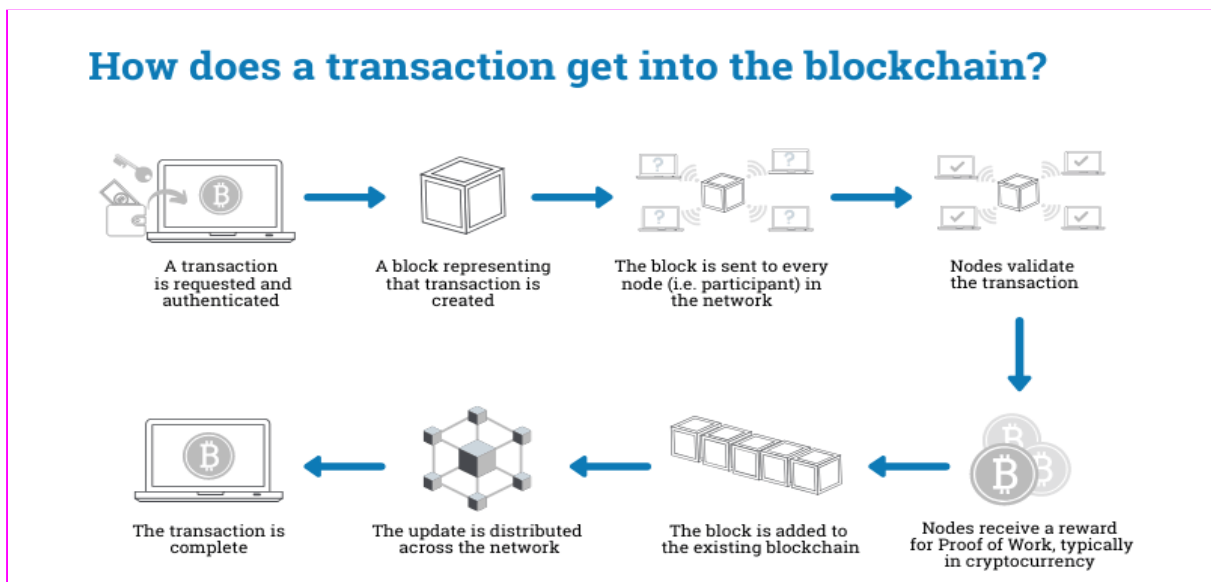 How does a transaction get into the blockchain?
A transaction
is requested and
authenticated
A block representing
that transaction is
created
The block is sent to every
node (i.e. participant) in
the network
Nodes validate
the transaction
Nodes receive a reward
for Proof of Work, typically
in cryptocurrency
The block is added to
the existing blockchain
The update is distributed
across the network
The transaction is
complete